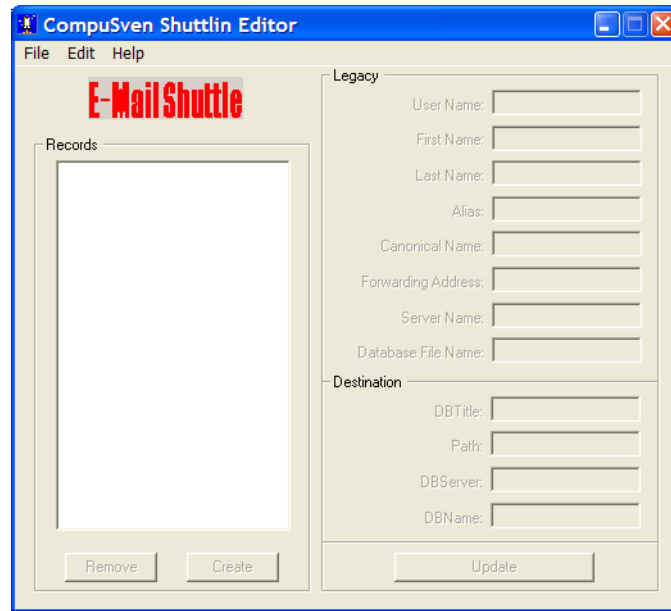 CompuSven Shuttlin Editor
File Edit Help
E-Mail Shuttle
Records
Remove Create
Legacy
User Name:
First Name:
Last Name:
Alias:
Canonical Name:
Forwarding Address:
Server Name:
Database File Name:
Destination
DBTitle:
Path:
DBServer:
DBName:
Update